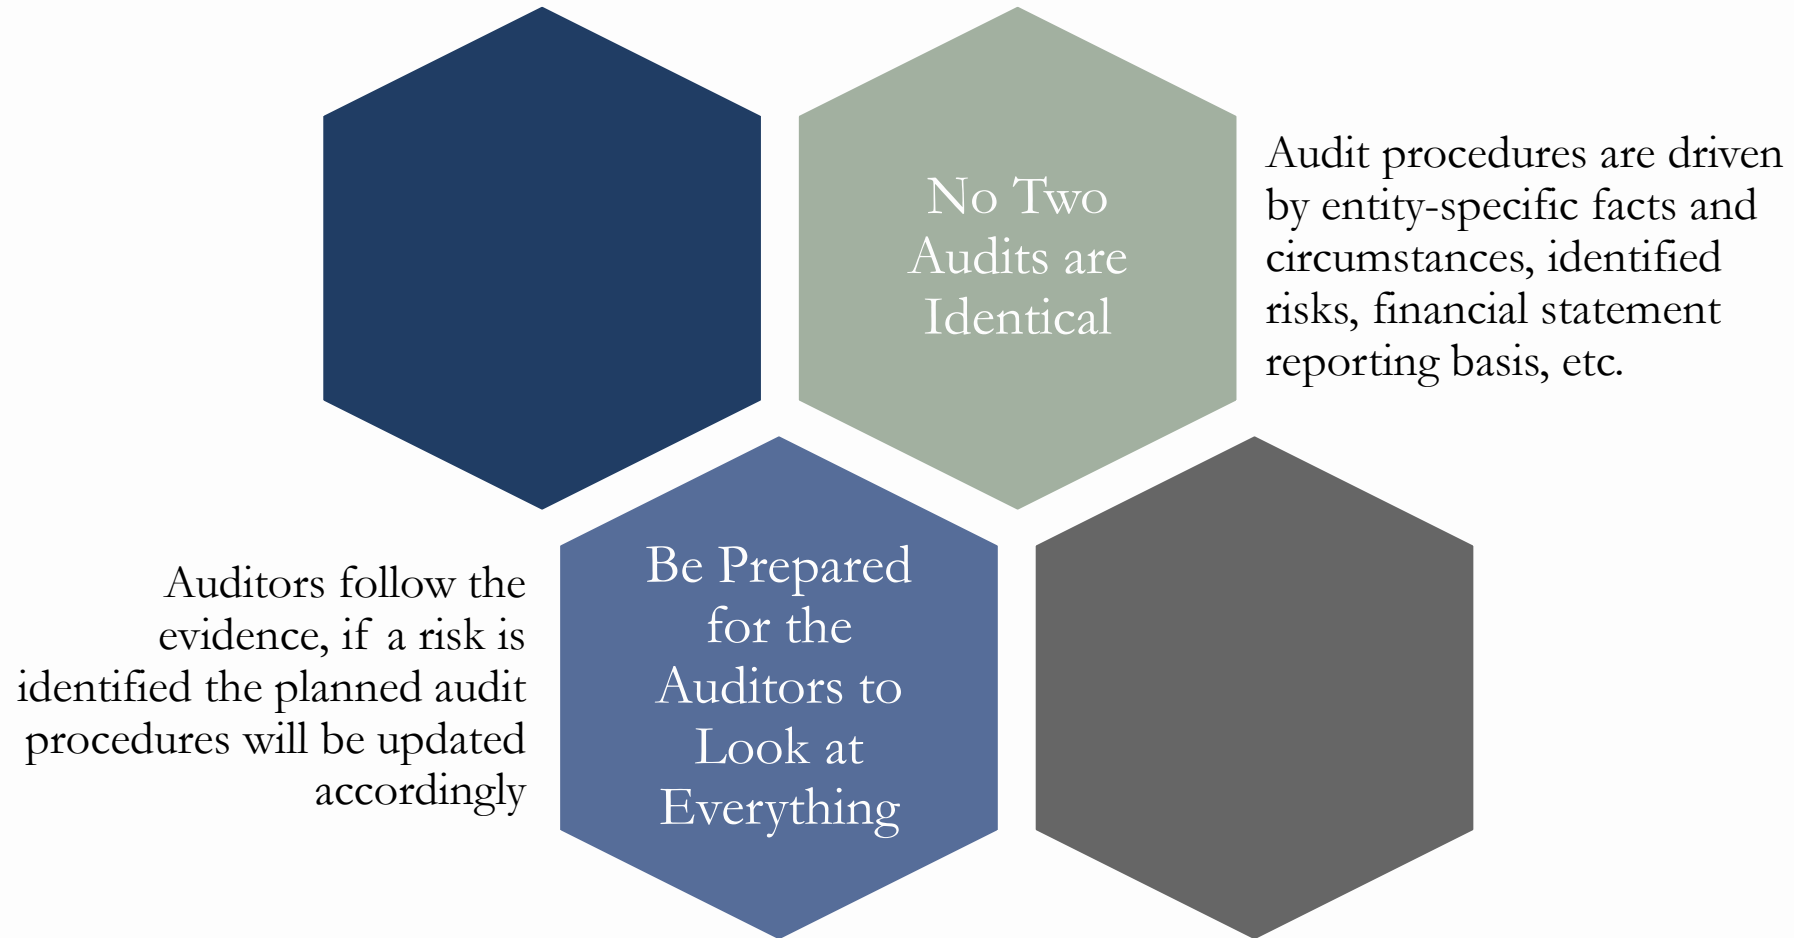 No Two
Audits are
Identical
Audit procedures are driven
by entity-specific facts and
circumstances, identified
risks, financial statement
reporting basis, etc.
Auditors follow the
evidence, if a risk is
identified the planned audit
procedures will be updated
accordingly
Be Prepared
for the
Auditors to
Look at
Everything